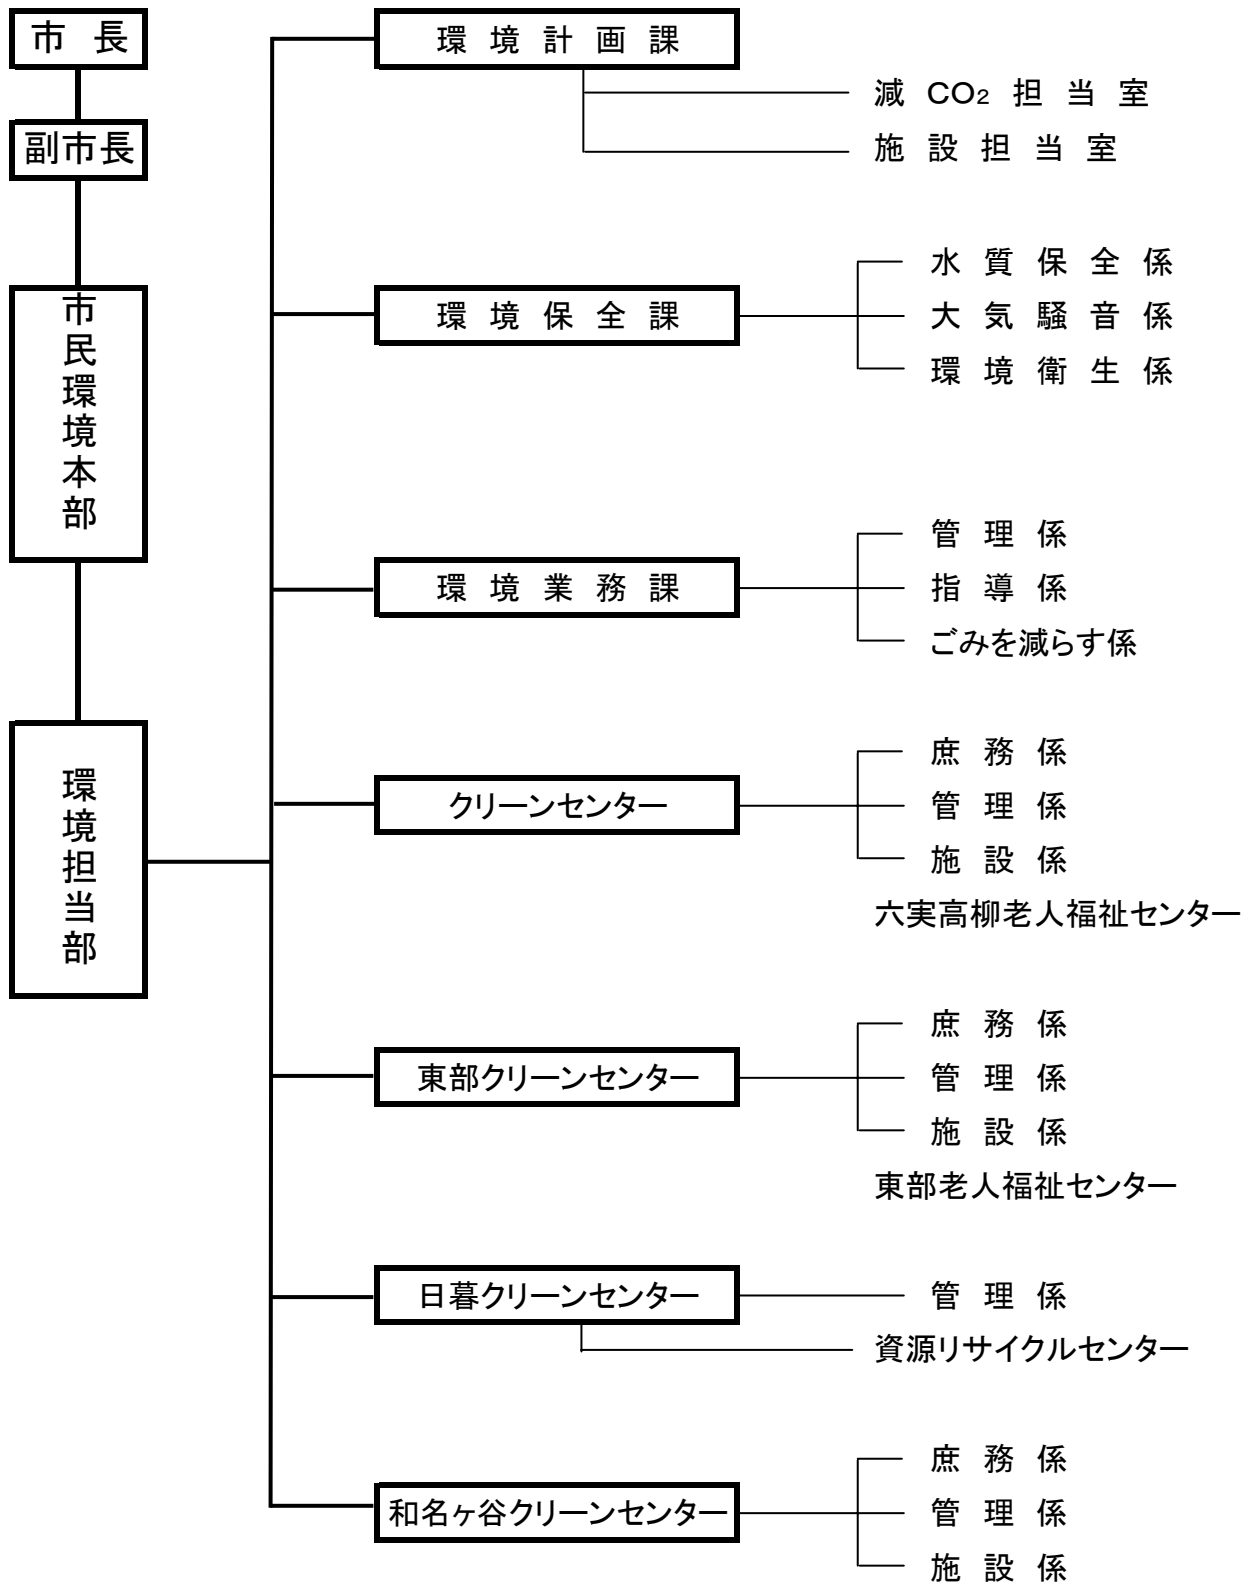 市長
副市長
市民環境本部
環境担当部
環境計画課
減CO₂担当室
施設担当室
環境保全課
水質保全係
大気騒音係
環境衛生係
環境業務課
管理係
指導係
ごみを減らす係
クリーンセンター
庶務係
管理係
施設係
六実高柳老人福祉センター
東部クリーンセンター
庶務係
管理係
施設係
東部老人福祉センター
日暮クリーンセンター
管理係
資源リサイクルセンター
和名ヶ谷クリーンセンター
庶務係
管理係
施設係